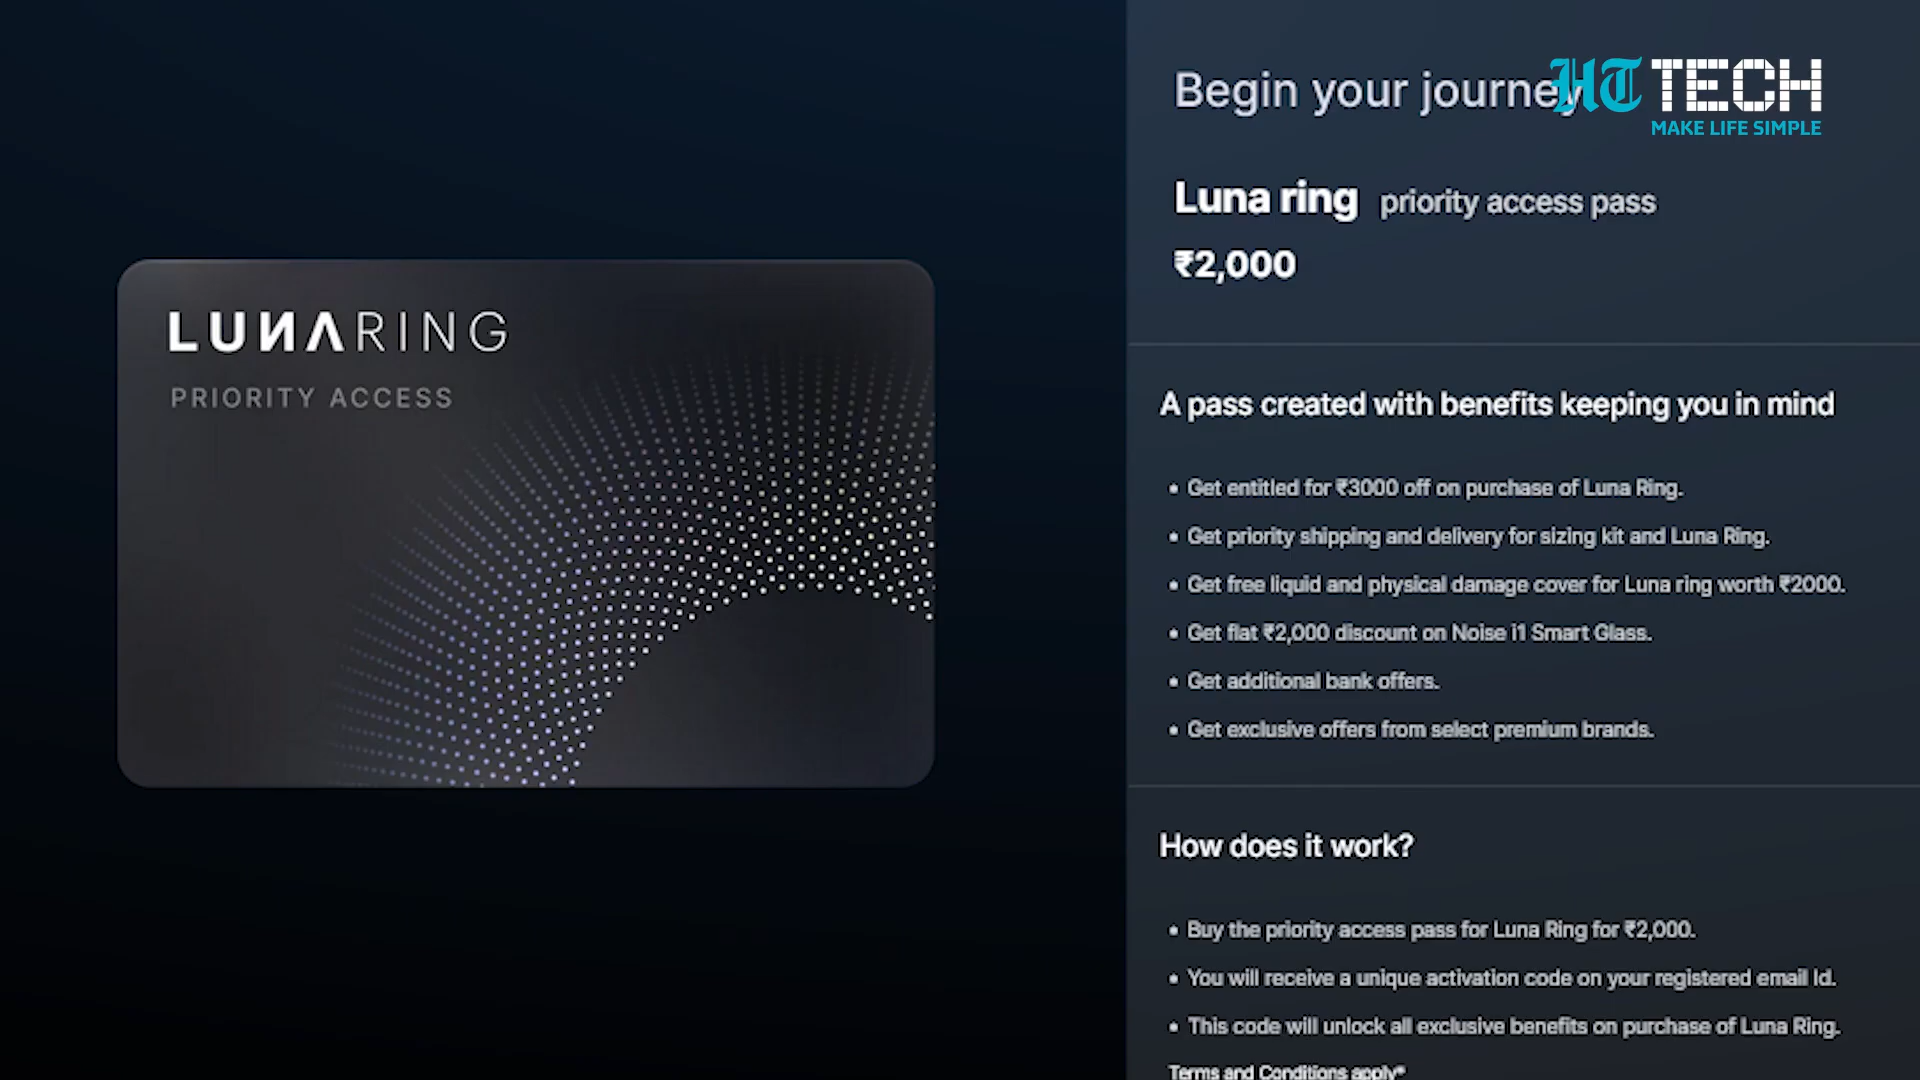 LUNARING
PRIORITY ACCESS
Begin your journey
HT TECH
MAKE LIFE SIMPLE
Luna ring priority access pass
₹2,000
A pass created with benefits keeping you in mind
• Get entitled for ₹3000 off on purchase of Luna Ring.
• Get priority shipping and delivery for sizing kit and Luna Ring.
• Get free liquid and physical damage cover for Luna ring worth ₹2000.
• Get flat ₹2,000 discount on Noise i1 Smart Glass.
• Get additional bank offers.
• Get exclusive offers from select premium brands.
How does it work?
• Buy the priority access pass for Luna Ring for ₹2,000.
• You will receive a unique activation code on your registered email Id.
• This code will unlock all exclusive benefits on purchase of Luna Ring.
Terms and Conditions apply*